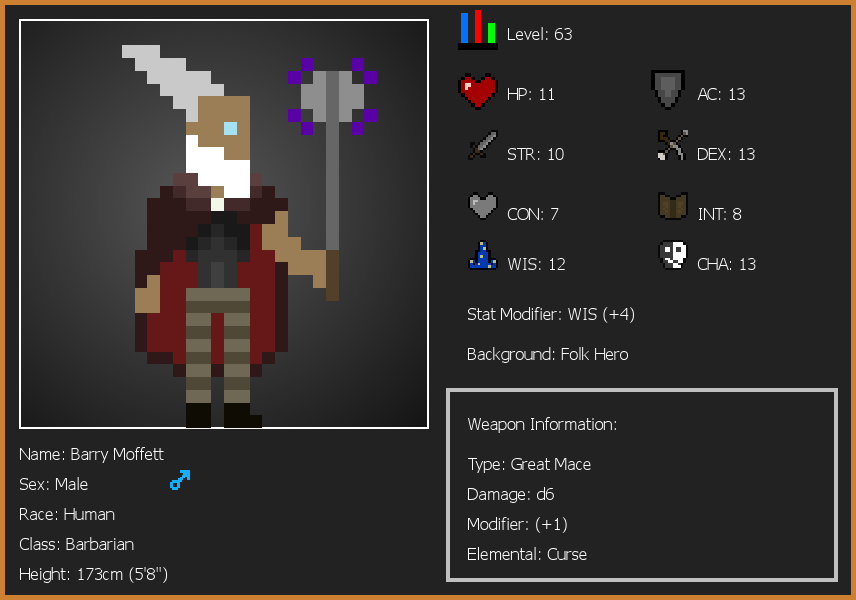 Level: 63
HP: 11
AC: 13
STR: 10
DEX: 13
CON: 7
INT: 8
WIS: 12
CHA: 13
Stat Modifier: WIS (+4)
Background: Folk Hero
Weapon Information:
Type: Great Mace
Damage: d6
Modifier: (+1)
Elemental: Curse
Name: Barry Moffett
Sex: Male
Race: Human
Class: Barbarian
Height: 173cm (5'8")